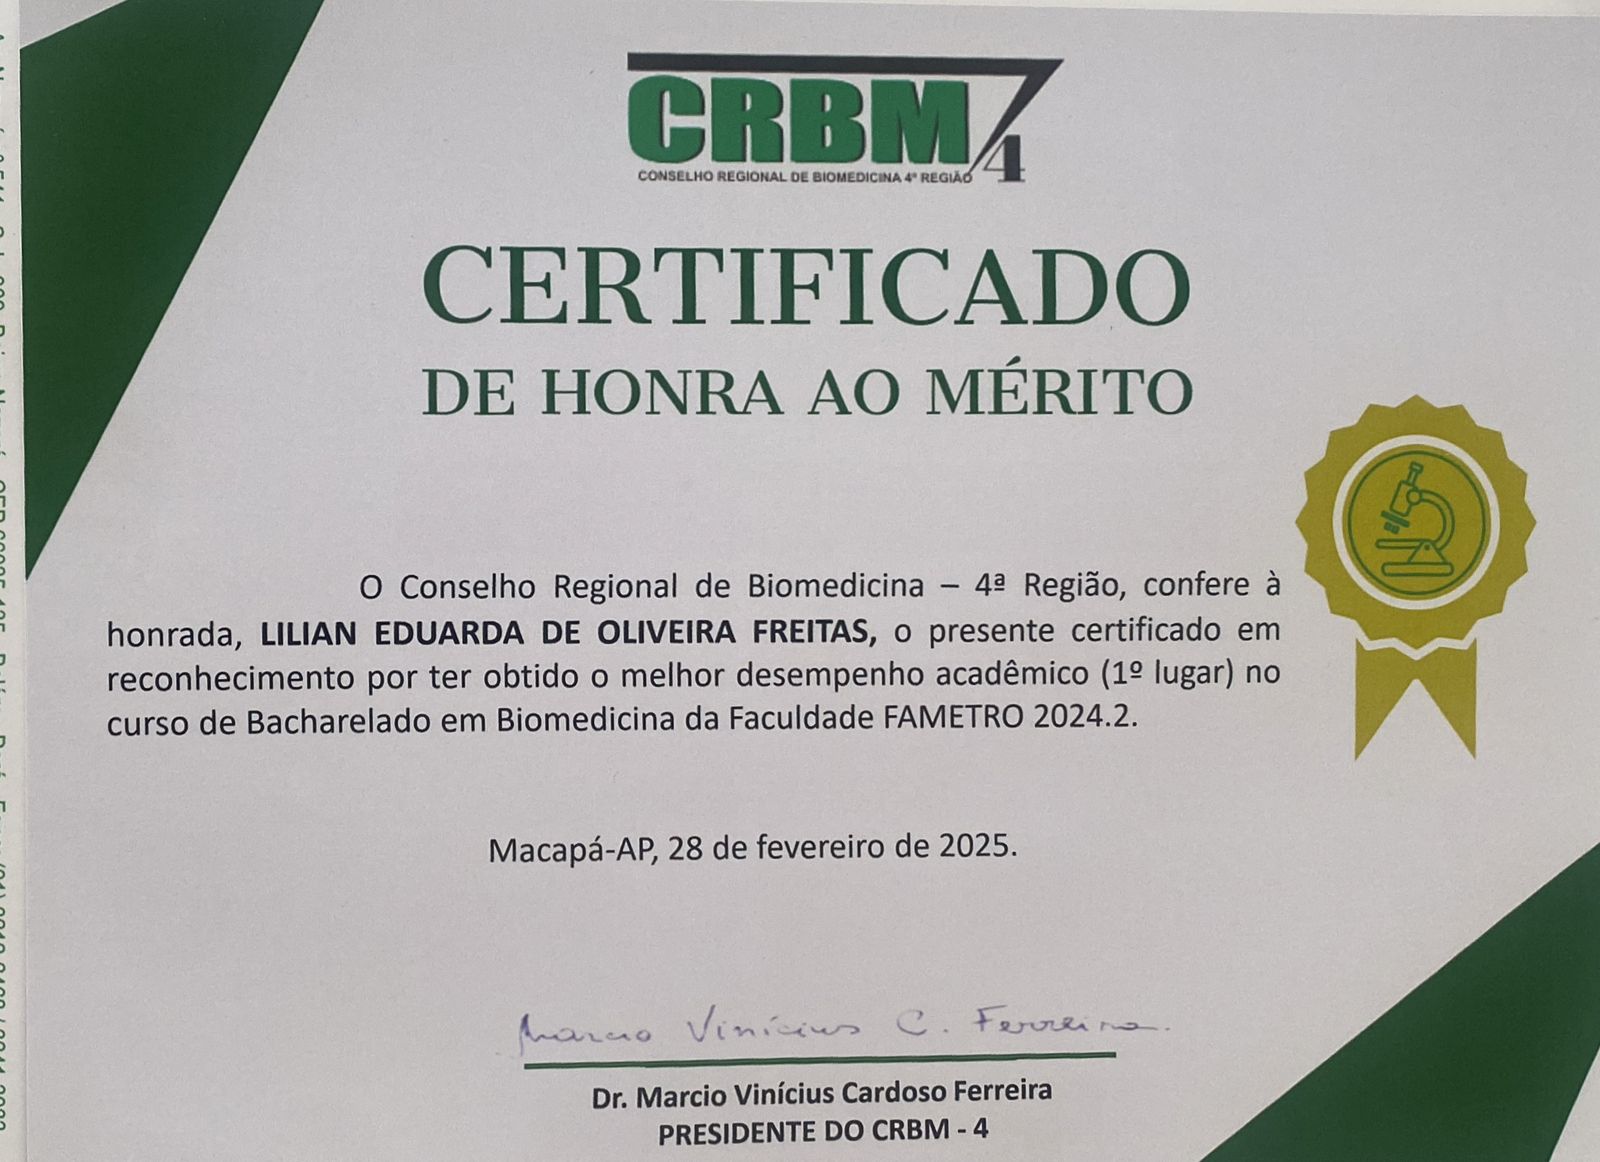 CRBM 4
CONSELHO REGIONAL DE BIOMEDICINA 4ª REGIÃO
CERTIFICADO
DE HONRA AO MÉRITO
O Conselho Regional de Biomedicina – 4ª Região, confere à
honrada, LILIAN EDUARDA DE OLIVEIRA FREITAS, o presente certificado em
reconhecimento por ter obtido o melhor desempenho acadêmico (1º lugar) no
curso de Bacharelado em Biomedicina da Faculdade FAMETRO 2024.2.
Macapá-AP, 28 de fevereiro de 2025.
Marcio Vinícius C. Ferreira.
Dr. Marcio Vinícius Cardoso Ferreira
PRESIDENTE DO CRBM - 4